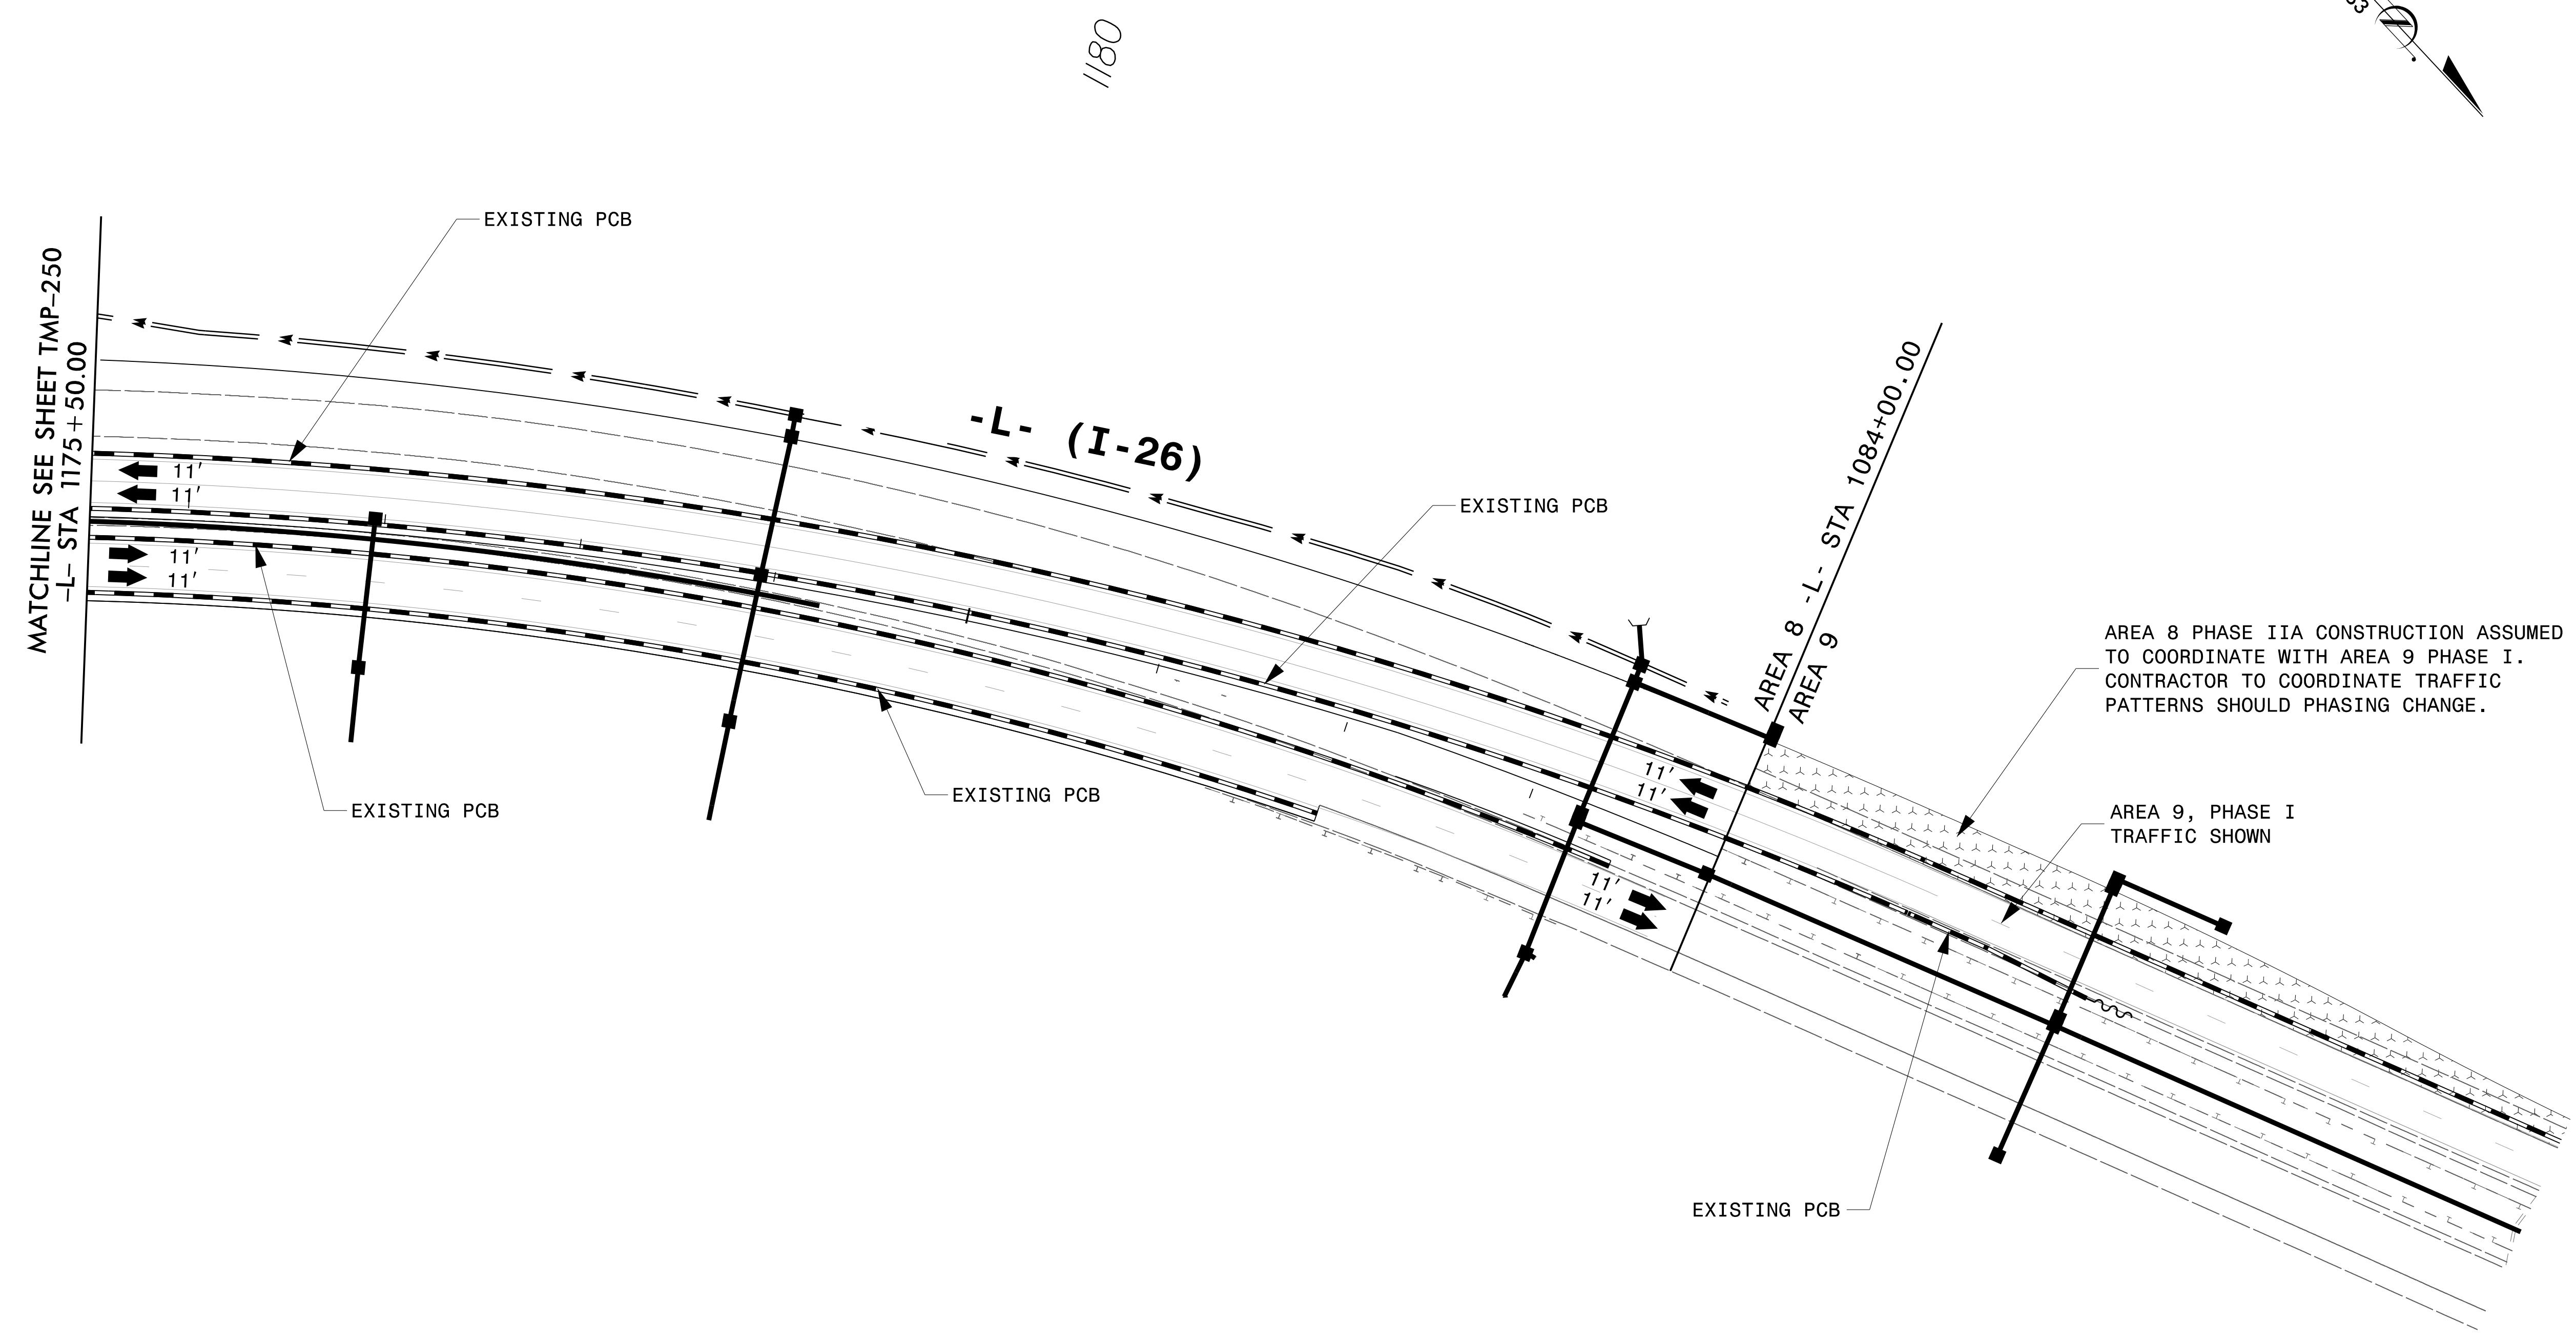 1180
N
EXISTING PCB
MATCHLINE SEE SHEET TMP-250
-L- STA 1175+50.00
-L- (I-26)
11'
11'
11'
11'
EXISTING PCB
EXISTING PCB
EXISTING PCB
AREA 8 -L- STA 1084+00.00
AREA 9
11'
11'
11'
11'
AREA 8 PHASE IIA CONSTRUCTION ASSUMED
TO COORDINATE WITH AREA 9 PHASE I.
CONTRACTOR TO COORDINATE TRAFFIC
PATTERNS SHOULD PHASING CHANGE.
AREA 9, PHASE I
TRAFFIC SHOWN
EXISTING PCB